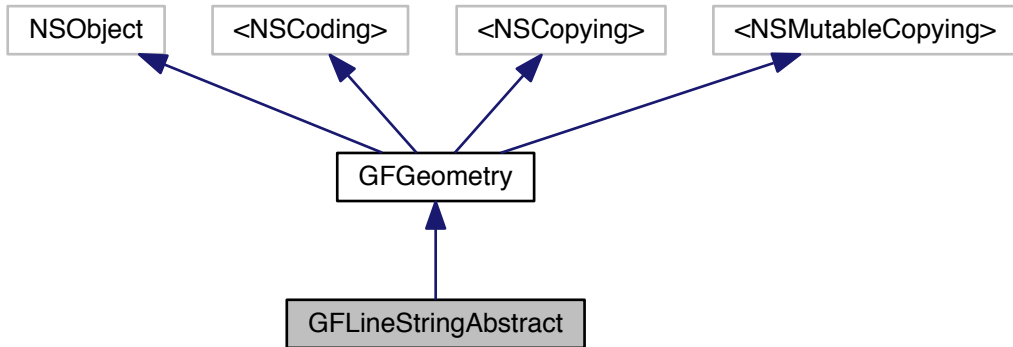 NSObject
<NSCoding>
<NSCopying>
<NSMutableCopying>
GFGeometry
GFLineStringAbstract